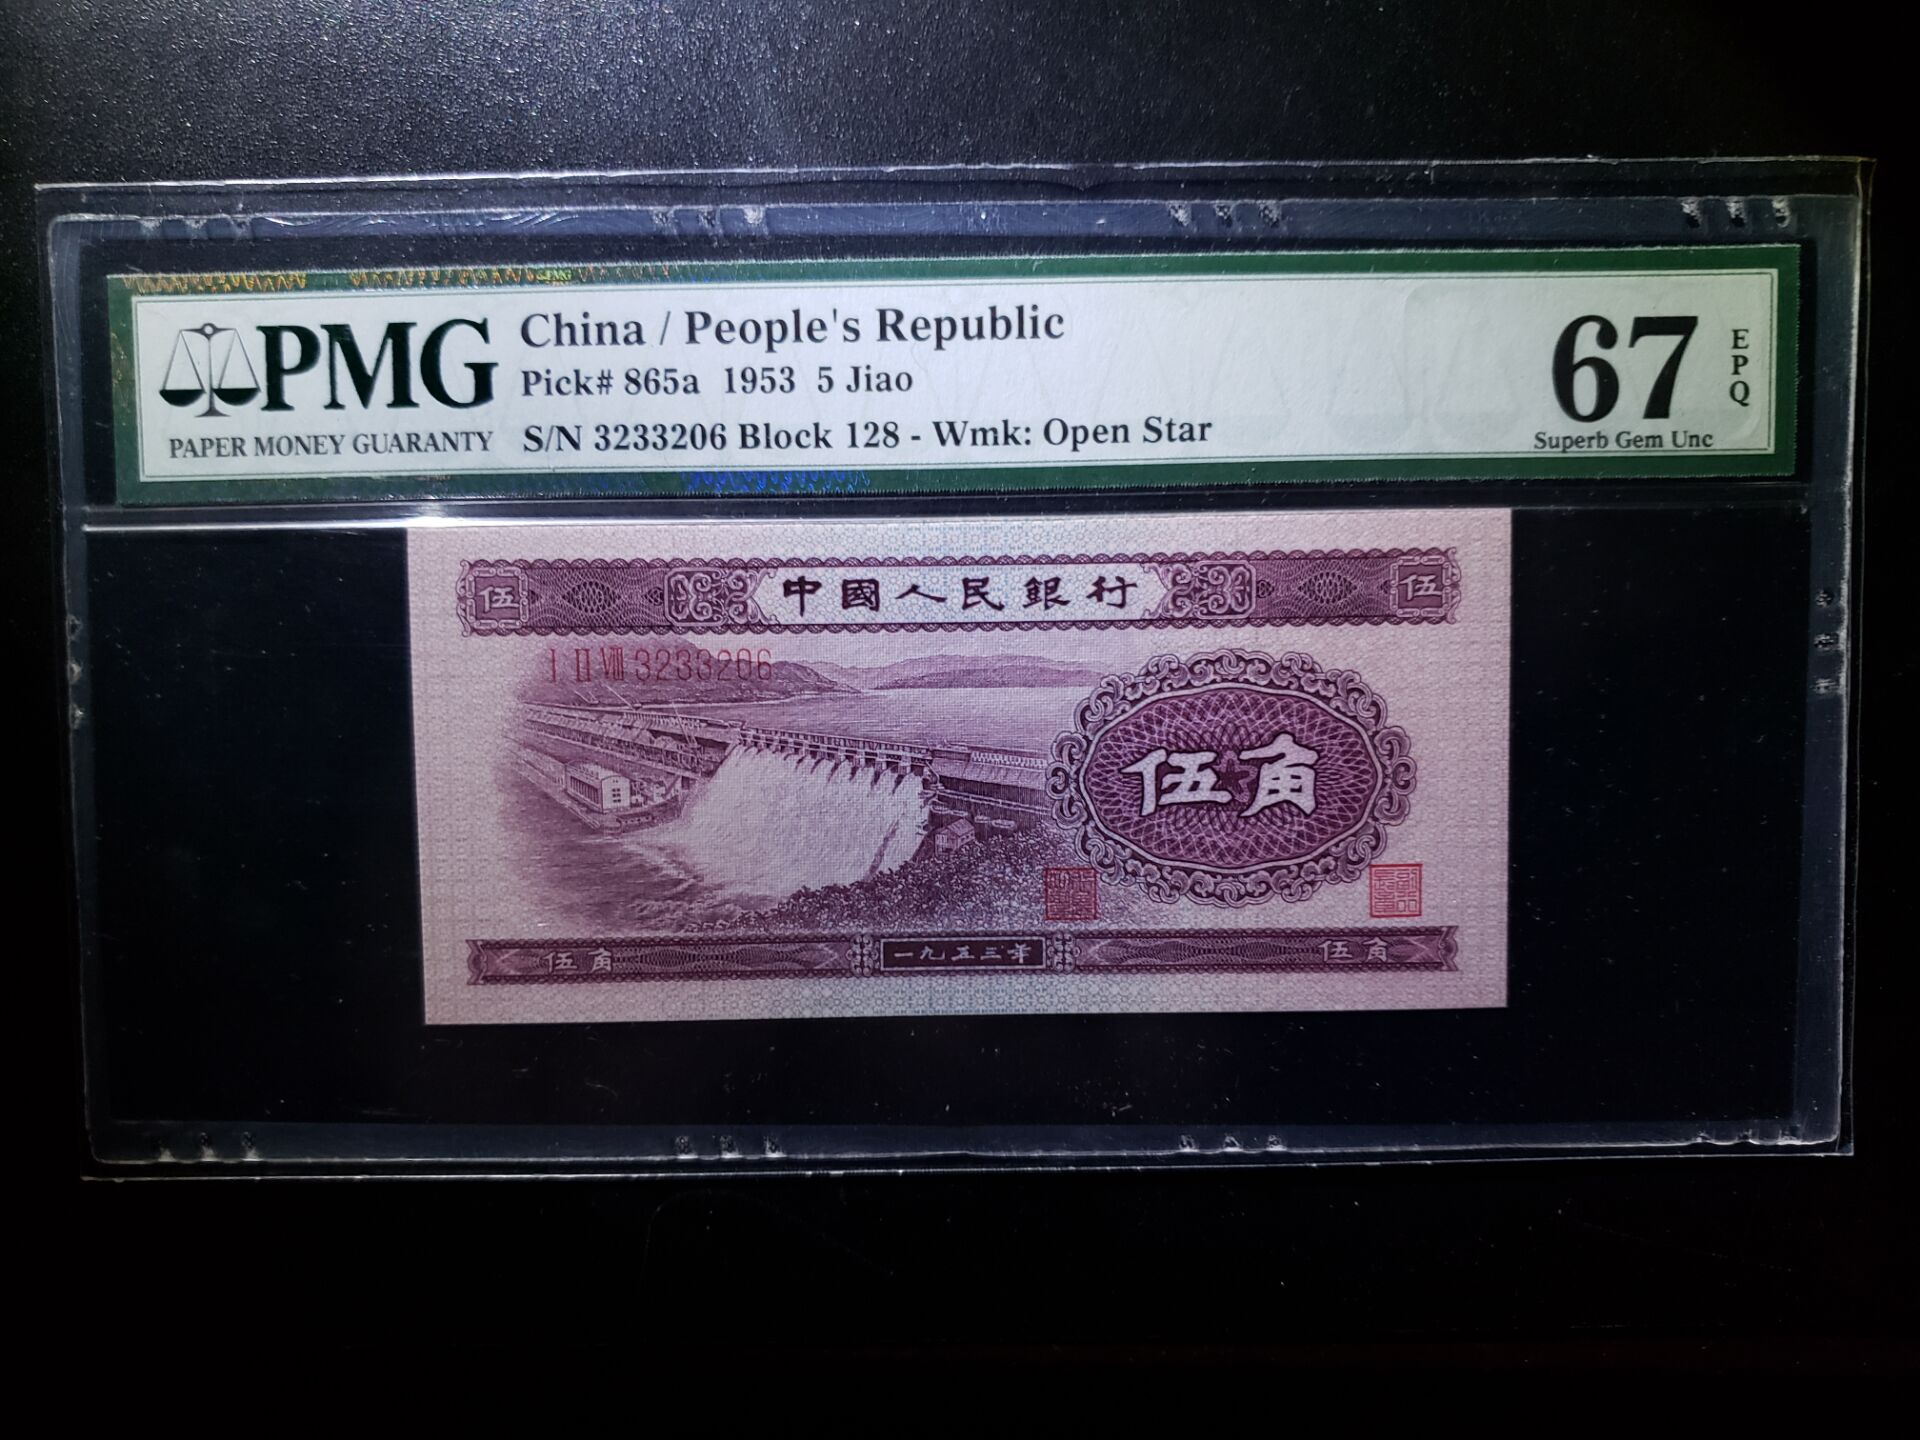 PMG
PAPER MONEY GUARANTY
China / People's Republic
Pick# 865a 1953 5 Jiao
S/N 3233206 Block 128 - Wmk: Open Star
67
EPQ
Superb Gem Unc
伍 中國人民銀行 伍
I II VIII 3233206
伍角
伍角 一九五三年 伍角